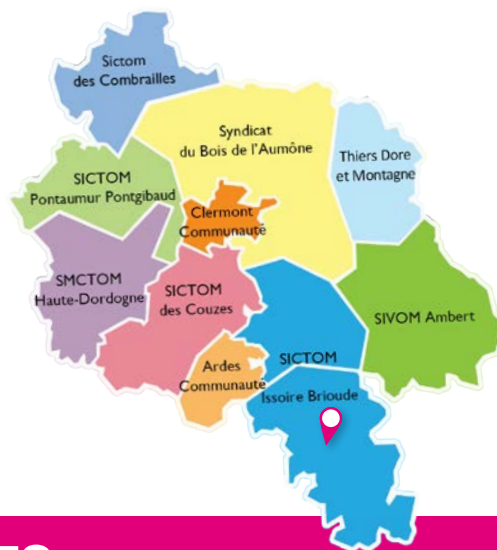 Sictom
des Combrailles
Syndicat
du Bois de l'Aumône
Thiers Dore
et Montagne
SICTOM
Pontaumur Pontgibaud
Clermont
Communauté
SMCTOM
Haute-Dordogne
SICTOM
des Couzes
SIVOM Ambert
Ardes
Communauté
SICTOM
Issoire Brioude